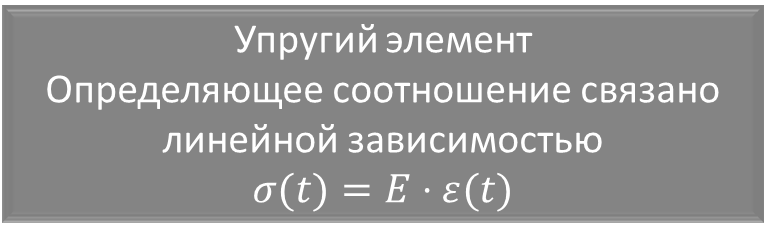 Упругий элемент
Определяющее соотношение связано
линейной зависимостью
𝜎(𝑡) = 𝐸 · 𝜀(𝑡)